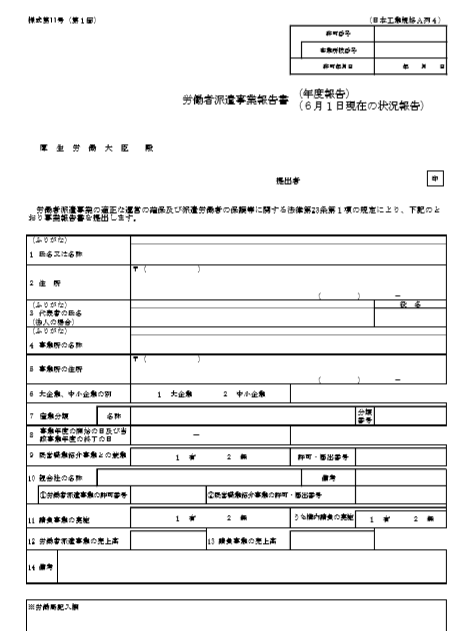 様式第11号（第１面）
（日本工業規格Ａ列４）
許可番号
事業所枝番号
許可年月日　年　月　日
労働者派遣事業報告書
（年度報告）
（６月１日現在の状況報告）
厚　生　労　働　大　臣　殿
提出者　印
労働者派遣事業の適正な運営の確保及び派遣労働者の保護等に関する法律第23条第１項の規定により、下記のと
おり事業報告書を提出します。
（ふりがな）
1 氏名又は名称
2 住　所
〒（　　　）
（　　　）　－
（ふりがな）　役　名
3 代表者の氏名
（法人の場合）
（ふりがな）
4 事業所の名称
5 事業所の住所
〒（　　　）
（　　　）　－
6 大企業、中小企業の別　1 大企業　2 中小企業
7 産業分類　名称　分類
番号
8 事業年度の開始の日及び当
該事業年度の終了の日　－
9 民営職業紹介事業との兼業　1 有　2 無　許可・届出番号
10 親会社の名称　備考
①労働者派遣事業の許可番号　②民営職業紹介事業の許可・届出番号
11 請負事業の実施　1 有　2 無　構内請負の実施　1 有　2 無
12 労働者派遣事業の売上高　13 請負事業の売上高
14 備考
※労働局記入欄